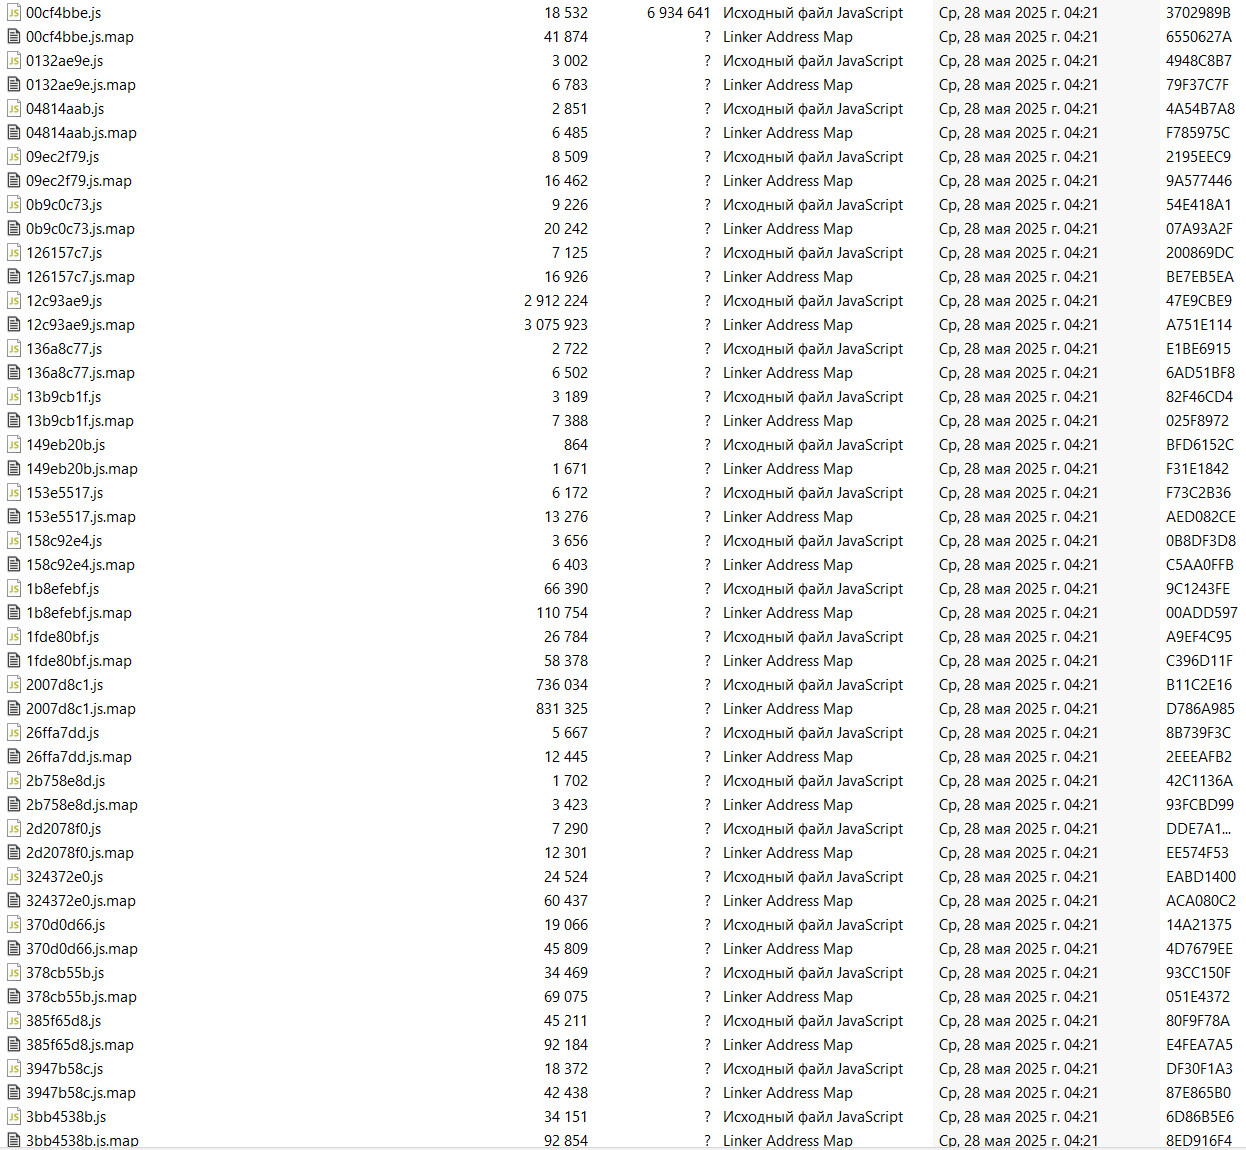 00cf4bbe.js 18 532 6 934 641 Исходный файл JavaScript Ср, 28 мая 2025 г. 04:21 3702989B
00cf4bbe.js.map 41 874 ? Linker Address Map Ср, 28 мая 2025 г. 04:21 6550627A
0132ae9e.js 3 002 ? Исходный файл JavaScript Ср, 28 мая 2025 г. 04:21 4948C8B7
0132ae9e.js.map 6 783 ? Linker Address Map Ср, 28 мая 2025 г. 04:21 79F37C7F
04814aab.js 2 851 ? Исходный файл JavaScript Ср, 28 мая 2025 г. 04:21 4A54B7A8
04814aab.js.map 6 485 ? Linker Address Map Ср, 28 мая 2025 г. 04:21 F785975C
09ec2f79.js 8 509 ? Исходный файл JavaScript Ср, 28 мая 2025 г. 04:21 2195EEC9
09ec2f79.js.map 16 462 ? Linker Address Map Ср, 28 мая 2025 г. 04:21 9A577446
0b9c0c73.js 9 226 ? Исходный файл JavaScript Ср, 28 мая 2025 г. 04:21 54E418A1
0b9c0c73.js.map 20 242 ? Linker Address Map Ср, 28 мая 2025 г. 04:21 07A93A2F
126157c7.js 7 125 ? Исходный файл JavaScript Ср, 28 мая 2025 г. 04:21 200869DC
126157c7.js.map 16 926 ? Linker Address Map Ср, 28 мая 2025 г. 04:21 BE7EB5EA
12c93ae9.js 2 912 224 ? Исходный файл JavaScript Ср, 28 мая 2025 г. 04:21 47E9CBE9
12c93ae9.js.map 3 075 923 ? Linker Address Map Ср, 28 мая 2025 г. 04:21 A751E114
136a8c77.js 2 722 ? Исходный файл JavaScript Ср, 28 мая 2025 г. 04:21 E1BE6915
136a8c77.js.map 6 502 ? Linker Address Map Ср, 28 мая 2025 г. 04:21 6AD51BF8
13b9cb1f.js 3 189 ? Исходный файл JavaScript Ср, 28 мая 2025 г. 04:21 82F46CD4
13b9cb1f.js.map 7 388 ? Linker Address Map Ср, 28 мая 2025 г. 04:21 025F8972
149eb20b.js 864 ? Исходный файл JavaScript Ср, 28 мая 2025 г. 04:21 BFD6152C
149eb20b.js.map 1 671 ? Linker Address Map Ср, 28 мая 2025 г. 04:21 F31E1842
153e5517.js 6 172 ? Исходный файл JavaScript Ср, 28 мая 2025 г. 04:21 F73C2B36
153e5517.js.map 13 276 ? Linker Address Map Ср, 28 мая 2025 г. 04:21 AED082CE
158c92e4.js 3 656 ? Исходный файл JavaScript Ср, 28 мая 2025 г. 04:21 0B8DF3D8
158c92e4.js.map 6 403 ? Linker Address Map Ср, 28 мая 2025 г. 04:21 C5AA0FFB
1b8efebf.js 66 390 ? Исходный файл JavaScript Ср, 28 мая 2025 г. 04:21 9C1243FE
1b8efebf.js.map 110 754 ? Linker Address Map Ср, 28 мая 2025 г. 04:21 00ADD597
1fde80bf.js 26 784 ? Исходный файл JavaScript Ср, 28 мая 2025 г. 04:21 A9EF4C95
1fde80bf.js.map 58 378 ? Linker Address Map Ср, 28 мая 2025 г. 04:21 C396D11F
2007d8c1.js 736 034 ? Исходный файл JavaScript Ср, 28 мая 2025 г. 04:21 B11C2E16
2007d8c1.js.map 831 325 ? Linker Address Map Ср, 28 мая 2025 г. 04:21 D786A985
26ffa7dd.js 5 667 ? Исходный файл JavaScript Ср, 28 мая 2025 г. 04:21 8B739F3C
26ffa7dd.js.map 12 445 ? Linker Address Map Ср, 28 мая 2025 г. 04:21 2EEEAFB2
2b758e8d.js 1 702 ? Исходный файл JavaScript Ср, 28 мая 2025 г. 04:21 42C1136A
2b758e8d.js.map 3 423 ? Linker Address Map Ср, 28 мая 2025 г. 04:21 93FCBD99
2d2078f0.js 7 290 ? Исходный файл JavaScript Ср, 28 мая 2025 г. 04:21 DDE7A1...
2d2078f0.js.map 12 301 ? Linker Address Map Ср, 28 мая 2025 г. 04:21 EE574F53
324372e0.js 24 524 ? Исходный файл JavaScript Ср, 28 мая 2025 г. 04:21 EABD1400
324372e0.js.map 60 437 ? Linker Address Map Ср, 28 мая 2025 г. 04:21 ACA080C2
370d0d66.js 19 066 ? Исходный файл JavaScript Ср, 28 мая 2025 г. 04:21 14A21375
370d0d66.js.map 45 809 ? Linker Address Map Ср, 28 мая 2025 г. 04:21 4D7679EE
378cb55b.js 34 469 ? Исходный файл JavaScript Ср, 28 мая 2025 г. 04:21 93CC150F
378cb55b.js.map 69 075 ? Linker Address Map Ср, 28 мая 2025 г. 04:21 051E4372
385f65d8.js 45 211 ? Исходный файл JavaScript Ср, 28 мая 2025 г. 04:21 80F9F78A
385f65d8.js.map 92 184 ? Linker Address Map Ср, 28 мая 2025 г. 04:21 E4FEA7A5
3947b58c.js 18 372 ? Исходный файл JavaScript Ср, 28 мая 2025 г. 04:21 DF30F1A3
3947b58c.js.map 42 438 ? Linker Address Map Ср, 28 мая 2025 г. 04:21 87E865B0
3bb4538b.js 34 151 ? Исходный файл JavaScript Ср, 28 мая 2025 г. 04:21 6D86B5E6
3bb4538b.js.map 92 854 ? Linker Address Map Ср, 28 мая 2025 г. 04:21 8ED916F4